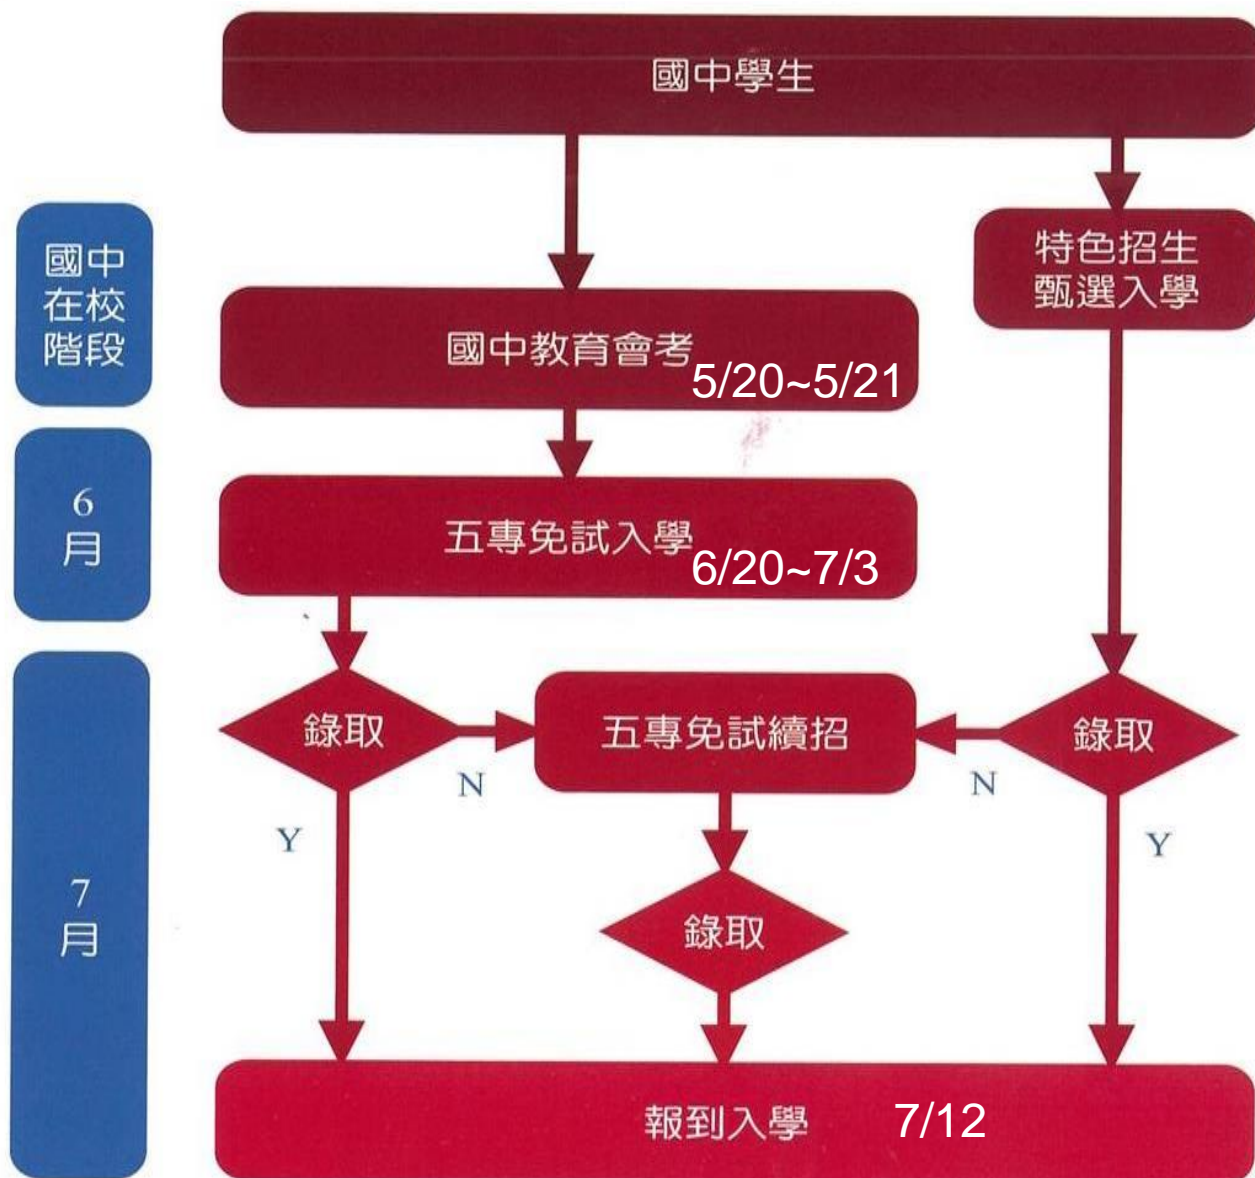 國中學生
國中
在校
階段
特色招生
甄選入學
國中教育會考
5/20~5/21
6
月
五專免試入學
6/20~7/3
7
月
錄取
五專免試續招
錄取
N
N
Y
Y
錄取
報到入學
7/12